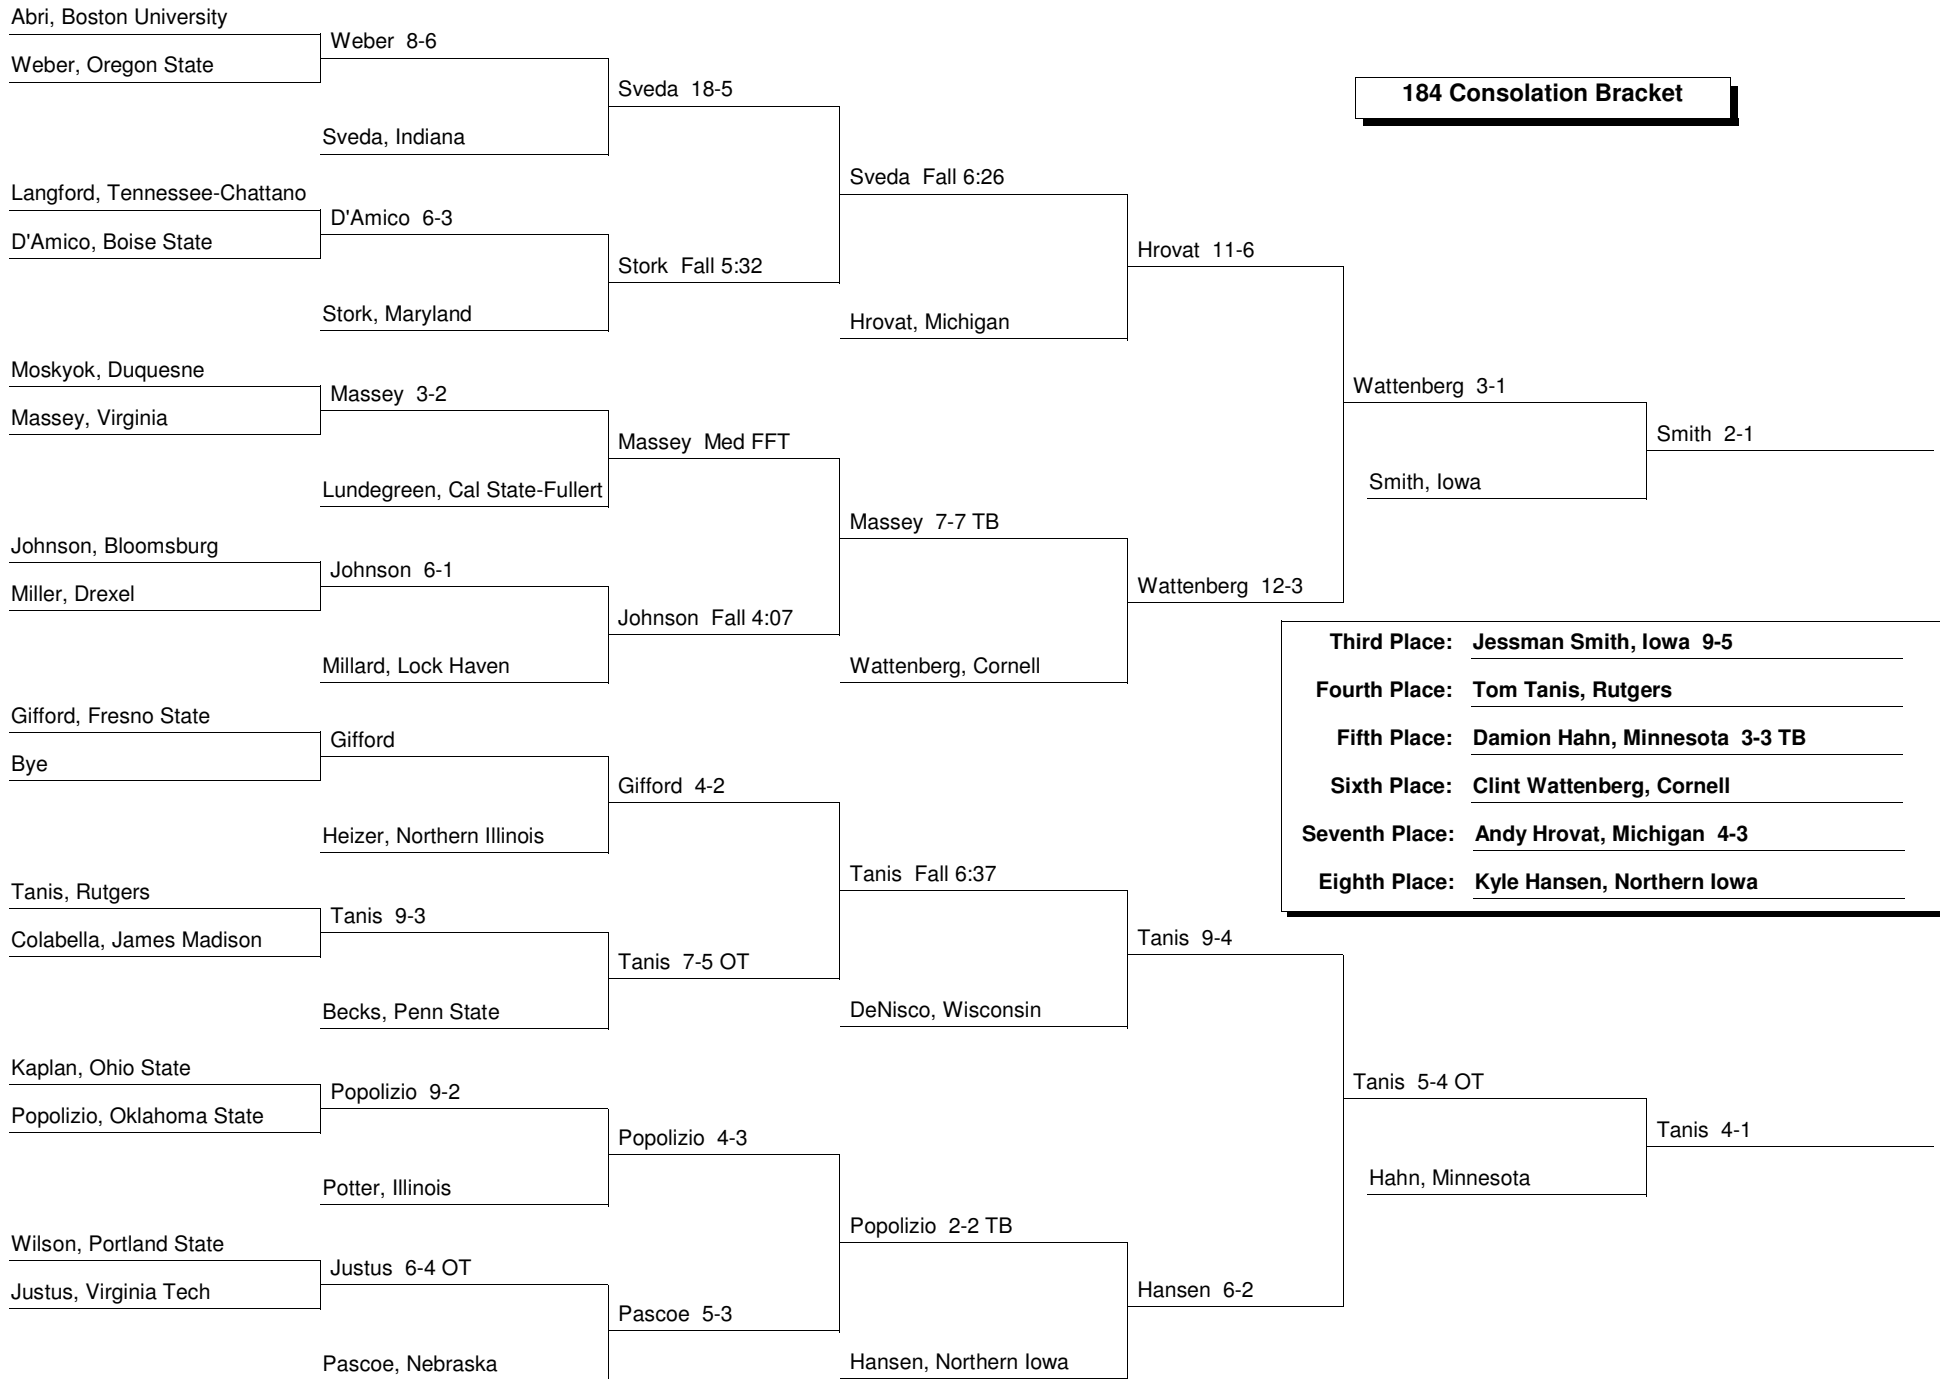 Abri, Boston University
Weber, Oregon State
Weber 8-6
Sveda, Indiana
Sveda 18-5
184 Consolation Bracket
Langford, Tennessee-Chattano
D'Amico, Boise State
D'Amico 6-3
Stork, Maryland
Stork Fall 5:32
Sveda Fall 6:26
Hrovat, Michigan
Hrovat 11-6
Moskyok, Duquesne
Massey, Virginia
Massey 3-2
Lundegreen, Cal State-Fullert
Massey Med FFT
Johnson, Bloomsburg
Miller, Drexel
Johnson 6-1
Millard, Lock Haven
Johnson Fall 4:07
Massey 7-7 TB
Wattenberg, Cornell
Wattenberg 12-3
Wattenberg 3-1
Smith, Iowa
Smith 2-1
Third Place: Jessman Smith, Iowa 9-5
Fourth Place: Tom Tanis, Rutgers
Fifth Place: Damion Hahn, Minnesota 3-3 TB
Sixth Place: Clint Wattenberg, Cornell
Seventh Place: Andy Hrovat, Michigan 4-3
Eighth Place: Kyle Hansen, Northern Iowa
Gifford, Fresno State
Bye
Gifford
Heizer, Northern Illinois
Gifford 4-2
Tanis, Rutgers
Colabella, James Madison
Tanis 9-3
Becks, Penn State
Tanis 7-5 OT
Tanis Fall 6:37
DeNisco, Wisconsin
Tanis 9-4
Kaplan, Ohio State
Popolizio, Oklahoma State
Popolizio 9-2
Potter, Illinois
Popolizio 4-3
Wilson, Portland State
Justus, Virginia Tech
Justus 6-4 OT
Pascoe, Nebraska
Pascoe 5-3
Popolizio 2-2 TB
Hansen, Northern Iowa
Hansen 6-2
Tanis 5-4 OT
Hahn, Minnesota
Tanis 4-1